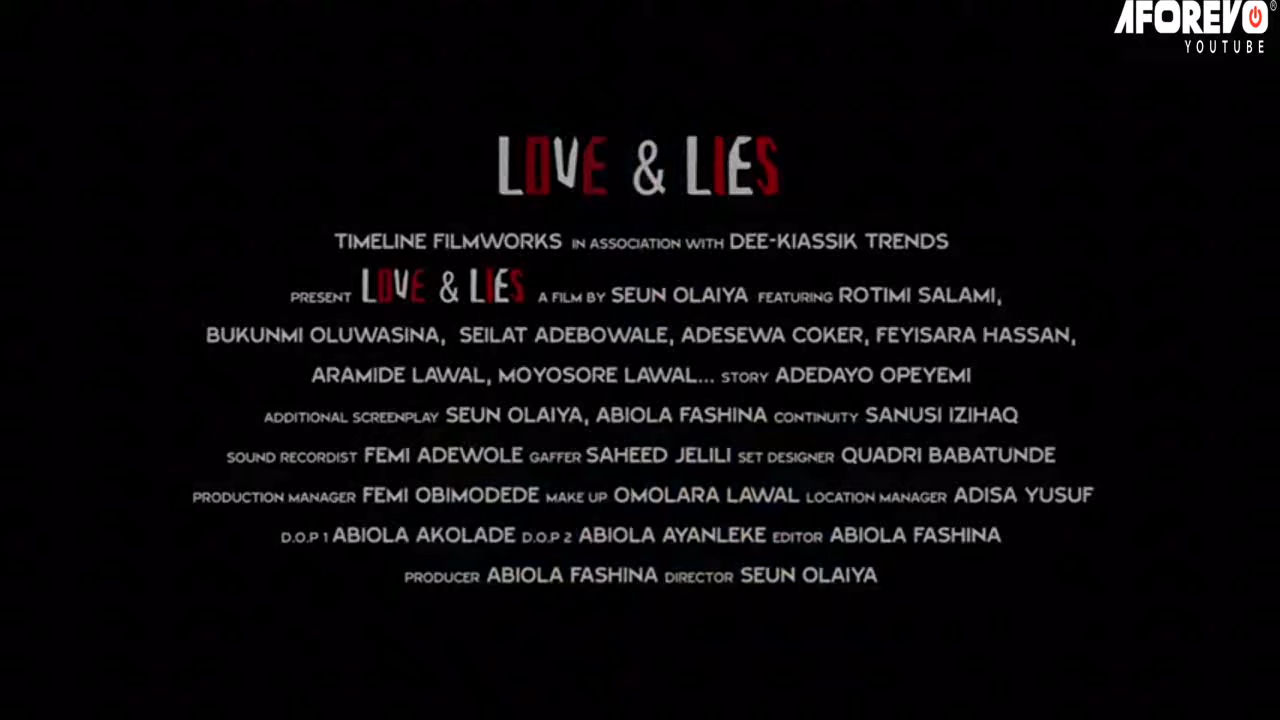 AFOREVO®
YOUTUBE
LOVE & LIES
TIMELINE FILMWORKS IN ASSOCIATION WITH DEE-KIASSIK TRENDS
PRESENT LOVE & LIES A FILM BY SEUN OLAIYA FEATURING ROTIMI SALAMI,
BUKUNMI OLUWASINA, SEILAT ADEBOWALE, ADESEWA COKER, FEYISARA HASSAN,
ARAMIDE LAWAL, MOYOSORE LAWAL... STORY ADEDAYO OPEYEMI
ADDITIONAL SCREENPLAY SEUN OLAIYA, ABIOLA FASHINA CONTINUITY SANUSI IZIHAQ
SOUND RECORDIST FEMI ADEWOLE GAFFER SAHEED JELILI SET DESIGNER QUADRI BABATUNDE
PRODUCTION MANAGER FEMI OBIMODEDE MAKE UP OMOLARA LAWAL LOCATION MANAGER ADISA YUSUF
D.O.P 1 ABIOLA AKOLADE D.O.P 2 ABIOLA AYANLEKE EDITOR ABIOLA FASHINA
PRODUCER ABIOLA FASHINA DIRECTOR SEUN OLAIYA